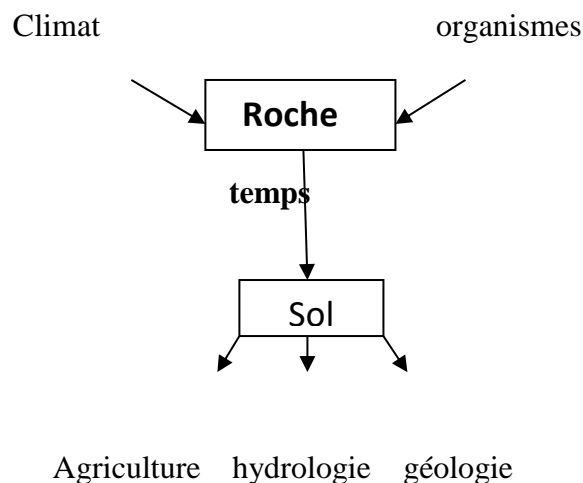 Climat organismes
Roche
temps
Sol
Agriculture hydrologie géologie